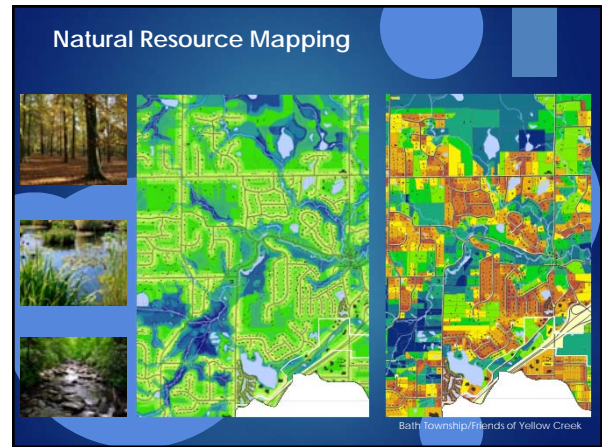 Natural Resource Mapping
Bath Township/Friends of Yellow Creek